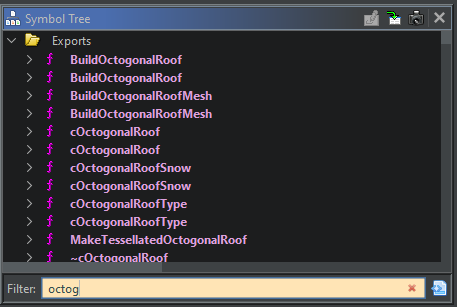 Symbol Tree
Exports
BuildOctogonalRoof
BuildOctogonalRoof
BuildOctogonalRoofMesh
BuildOctogonalRoofMesh
cOctogonalRoof
cOctogonalRoof
cOctogonalRoofSnow
cOctogonalRoofSnow
cOctogonalRoofType
cOctogonalRoofType
MakeTessellatedOctogonalRoof
~cOctogonalRoof
Filter: octog